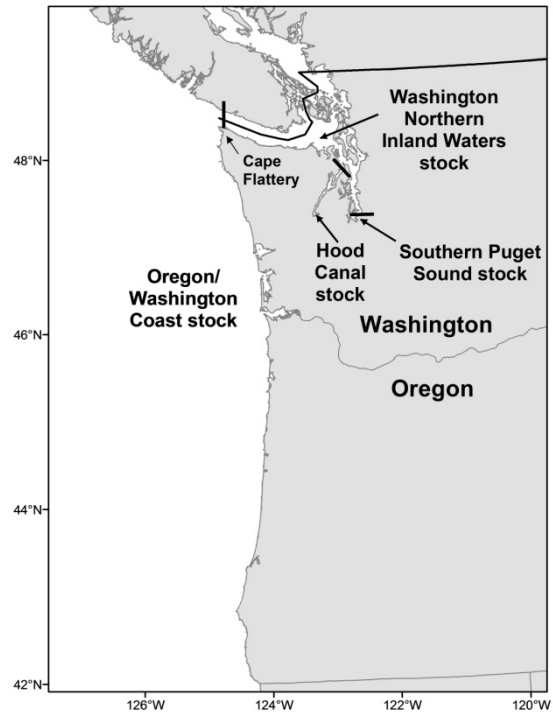 Washington
Northern
Inland Waters
stock
48°N
Cape
Flattery
Hood
Canal
stock
Southern Puget
Sound stock
Oregon/
Washington
Coast stock
Washington
46°N
Oregon
44°N
42°N
126°W
124°W
122°W
120°W